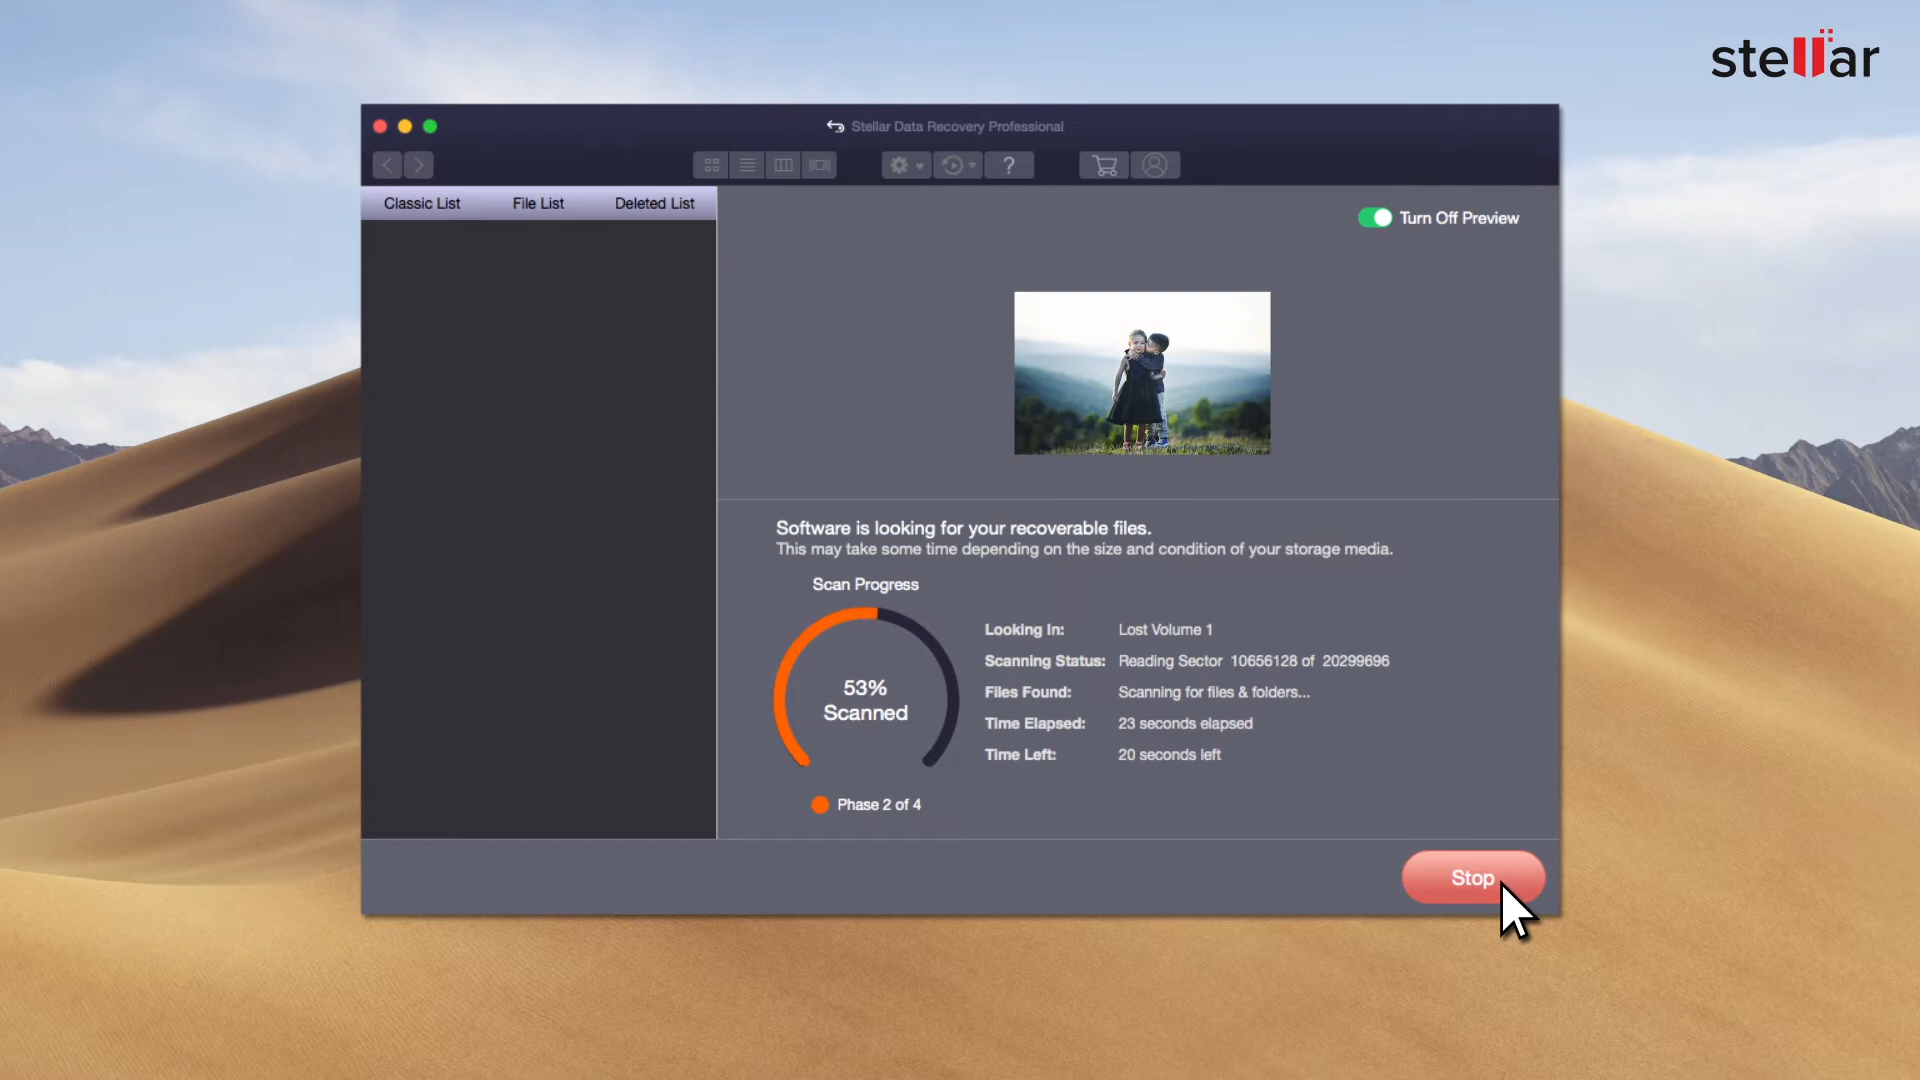 stellar
Stellar Data Recovery Professional
?
Classic List File List Deleted List
Turn Off Preview
Software is looking for your recoverable files.
This may take some time depending on the size and condition of your storage media.
Scan Progress
53%
Scanned
Looking In: Lost Volume 1
Scanning Status: Reading Sector 10656128 of 20299696
Files Found: Scanning for files & folders...
Time Elapsed: 23 seconds elapsed
Time Left: 20 seconds left
Phase 2 of 4
Stop